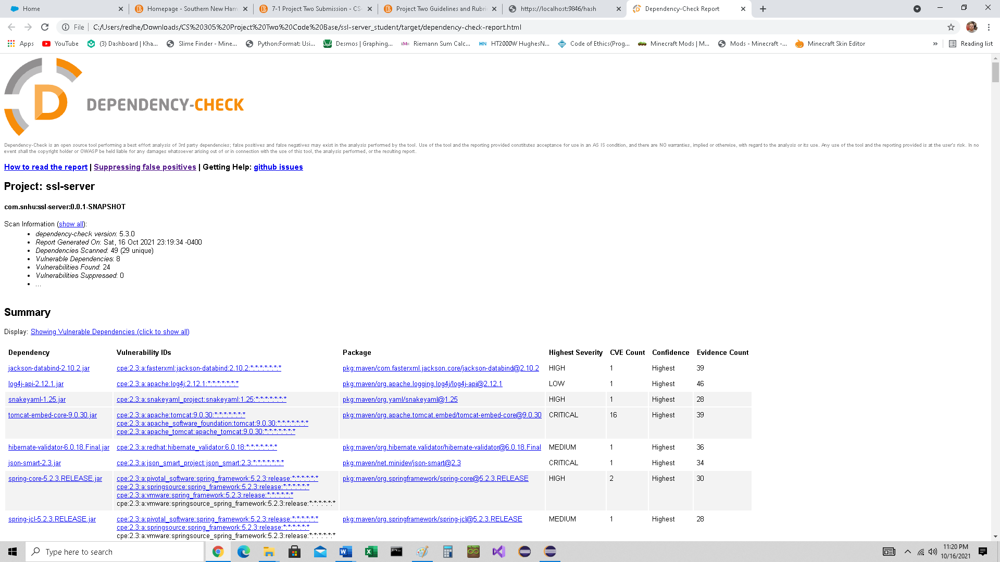 Home
Homepage - Southern New Ham
7-1 Project Two Submission - CS-
Project Two Guidelines and Rubri
https://localhost:9846/hash
Dependency-Check Report
File
C:/Users/redhe/Downloads/CS%20305%20Project%20Two%20Code%20Base/ssl-server_student/target/dependency-check-report.html
Apps
YouTube
(3) Dashboard | Kha...
Slime Finder - Mine...
Python:Format: Usi...
Desmos | Graphing...
Riemann Sum Calc...
HN
HT2000W HughesN...
Code of Ethics(Prog...
Minecraft Mods | M...
Mods - Minecraft -...
Minecraft Skin Editor
»
Reading list
D
DEPENDENCY-CHECK
Dependency-Check is an open source tool performing a best effort analysis of 3rd party dependencies; false positives and false negatives may exist in the analysis performed by the tool. Use of the tool and the reporting provided constitutes acceptance for use in an AS IS condition, and there are NO warranties, implied or otherwise, with regard to the analysis or its use. Any use of the tool and the reporting provided is at the user's risk. In no
event shall the copyright holder or OWASP be held liable for any damages whatsoever arising out of or in connection with the use of this tool, the analysis performed, or the resulting report.
How to read the report | Suppressing false positives | Getting Help: github issues
Project: ssl-server
com.snhu:ssl-server:0.0.1-SNAPSHOT
Scan Information (show all):
• dependency-check version: 5.3.0
• Report Generated On: Sat, 16 Oct 2021 23:19:34 -0400
• Dependencies Scanned: 49 (29 unique)
• Vulnerable Dependencies: 8
• Vulnerabilities Found: 24
• Vulnerabilities Suppressed: 0
• ...
Summary
Display: Showing Vulnerable Dependencies (click to show all)
Dependency Vulnerability IDs Package Highest Severity CVE Count Confidence Evidence Count
jackson-databind-2.10.2.jar cpe:2.3:a:fasterxml:jackson-databind:2.10.2:*:*:*:*:*:*:* pkg:maven/com.fasterxml.jackson.core/jackson-databind@2.10.2 HIGH 1 Highest 39
log4j-api-2.12.1.jar cpe:2.3:a:apache:log4j:2.12.1:*:*:*:*:*:*:* pkg:maven/org.apache.logging.log4j/log4j-api@2.12.1 LOW 1 Highest 46
snakeyaml-1.25.jar cpe:2.3:a:snakeyaml_project:snakeyaml:1.25:*:*:*:*:*:*:* pkg:maven/org.yaml/snakeyaml@1.25 HIGH 1 Highest 28
tomcat-embed-core-9.0.30.jar cpe:2.3:a:apache:tomcat:9.0.30:*:*:*:*:*:*:* pkg:maven/org.apache.tomcat.embed/tomcat-embed-core@9.0.30 CRITICAL 16 Highest 39
cpe:2.3:a:apache_software_foundation:tomcat:9.0.30:*:*:*:*:*:*:*
cpe:2.3:a:apache_tomcat:apache_tomcat:9.0.30:*:*:*:*:*:*:*
hibernate-validator-6.0.18.Final.jar cpe:2.3:a:redhat:hibernate_validator:6.0.18:*:*:*:*:*:*:* pkg:maven/org.hibernate.validator/hibernate-validator@6.0.18.Final MEDIUM 1 Highest 36
json-smart-2.3.jar cpe:2.3:a:json_smart_project:json_smart:2.3:*:*:*:*:*:*:* pkg:maven/net.minidev/json-smart@2.3 CRITICAL 1 Highest 34
spring-core-5.2.3.RELEASE.jar cpe:2.3:a:pivotal_software:spring_framework:5.2.3:release:*:*:*:*:*:* pkg:maven/org.springframework/spring-core@5.2.3.RELEASE HIGH 2 Highest 30
cpe:2.3:a:springsource:spring_framework:5.2.3:release:*:*:*:*:*:*
cpe:2.3:a:vmware:spring_framework:5.2.3:release:*:*:*:*:*:*
cpe:2.3:a:vmware:springsource_spring_framework:5.2.3:release:*:*:*:*:*:*
spring-jcl-5.2.3.RELEASE.jar cpe:2.3:a:pivotal_software:spring_framework:5.2.3:release:*:*:*:*:*:* pkg:maven/org.springframework/spring-jcl@5.2.3.RELEASE MEDIUM 1 Highest 28
cpe:2.3:a:springsource:spring_framework:5.2.3:release:*:*:*:*:*:*
cpe:2.3:a:vmware:springsource_spring_framework:5.2.3:release:*:*:*:*:*:*
Type here to search
11:20 PM
10/16/2021